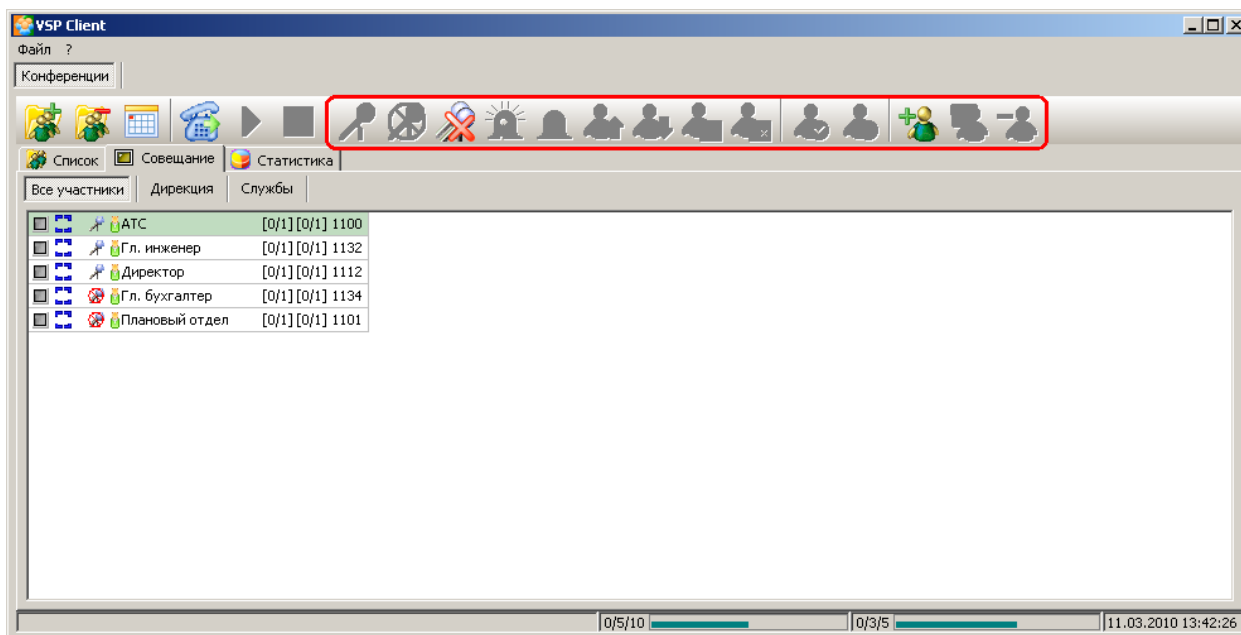 VSP Client
Файл ?
Конференции
Список Совещание Статистика
Все участники Дирекция Службы
АТС [0/1] [0/1] 1100
Гл. инженер [0/1] [0/1] 1132
Директор [0/1] [0/1] 1112
Гл. бухгалтер [0/1] [0/1] 1134
Плановый отдел [0/1] [0/1] 1101
0/5/10 0/3/5 11.03.2010 13:42:26